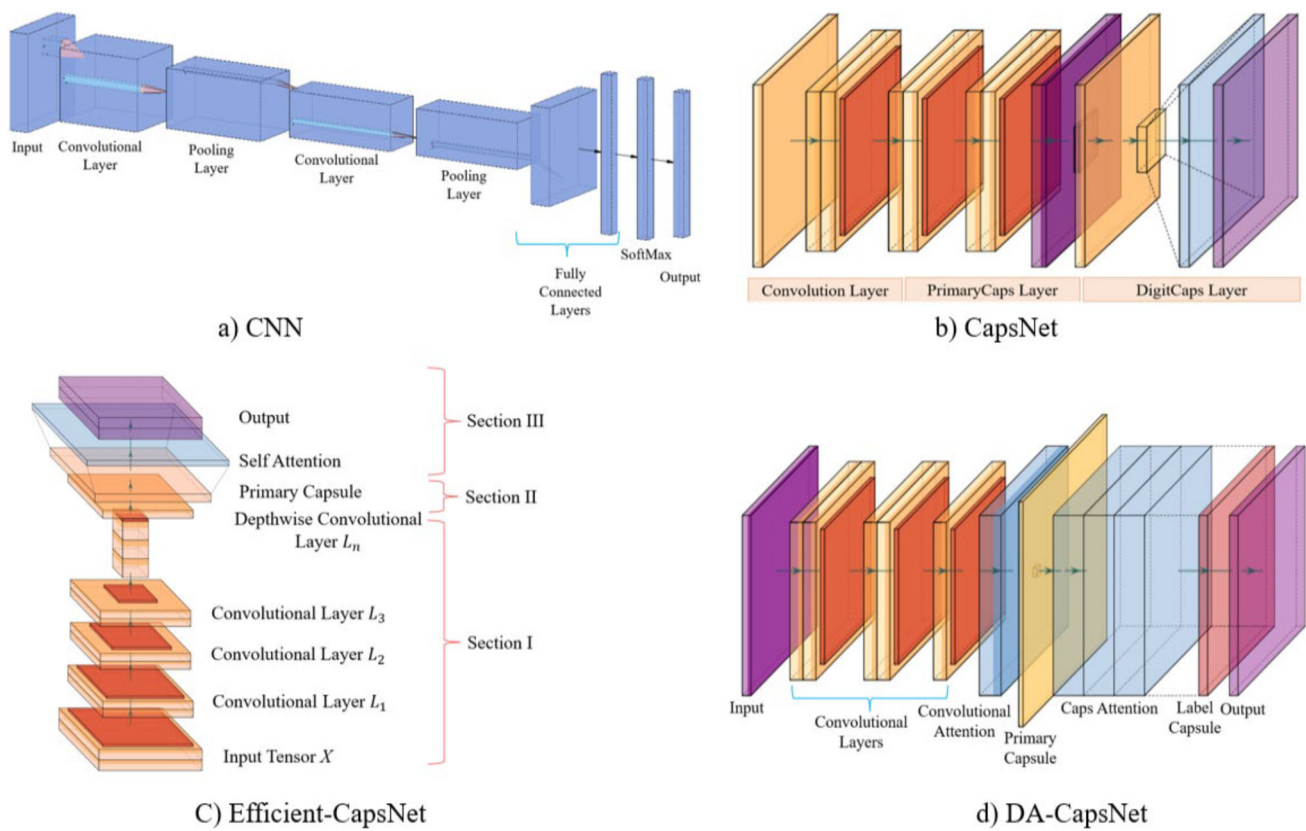 Input
Convolutional
Layer
Pooling
Layer
Convolutional
Layer
Pooling
Layer
Fully
Connected
Layers
SoftMax
Output
a) CNN
Convolution Layer
PrimaryCaps Layer
DigitCaps Layer
b) CapsNet
Output
Self Attention
Primary Capsule
Depthwise Convolutional
Layer Lₙ
Convolutional Layer L₃
Convolutional Layer L₂
Convolutional Layer L₁
Input Tensor X
Section III
Section II
Section I
C) Efficient-CapsNet
Input
Convolutional
Layers
Convolutional
Attention
Primary
Capsule
Caps Attention
Label
Capsule
Output
d) DA-CapsNet